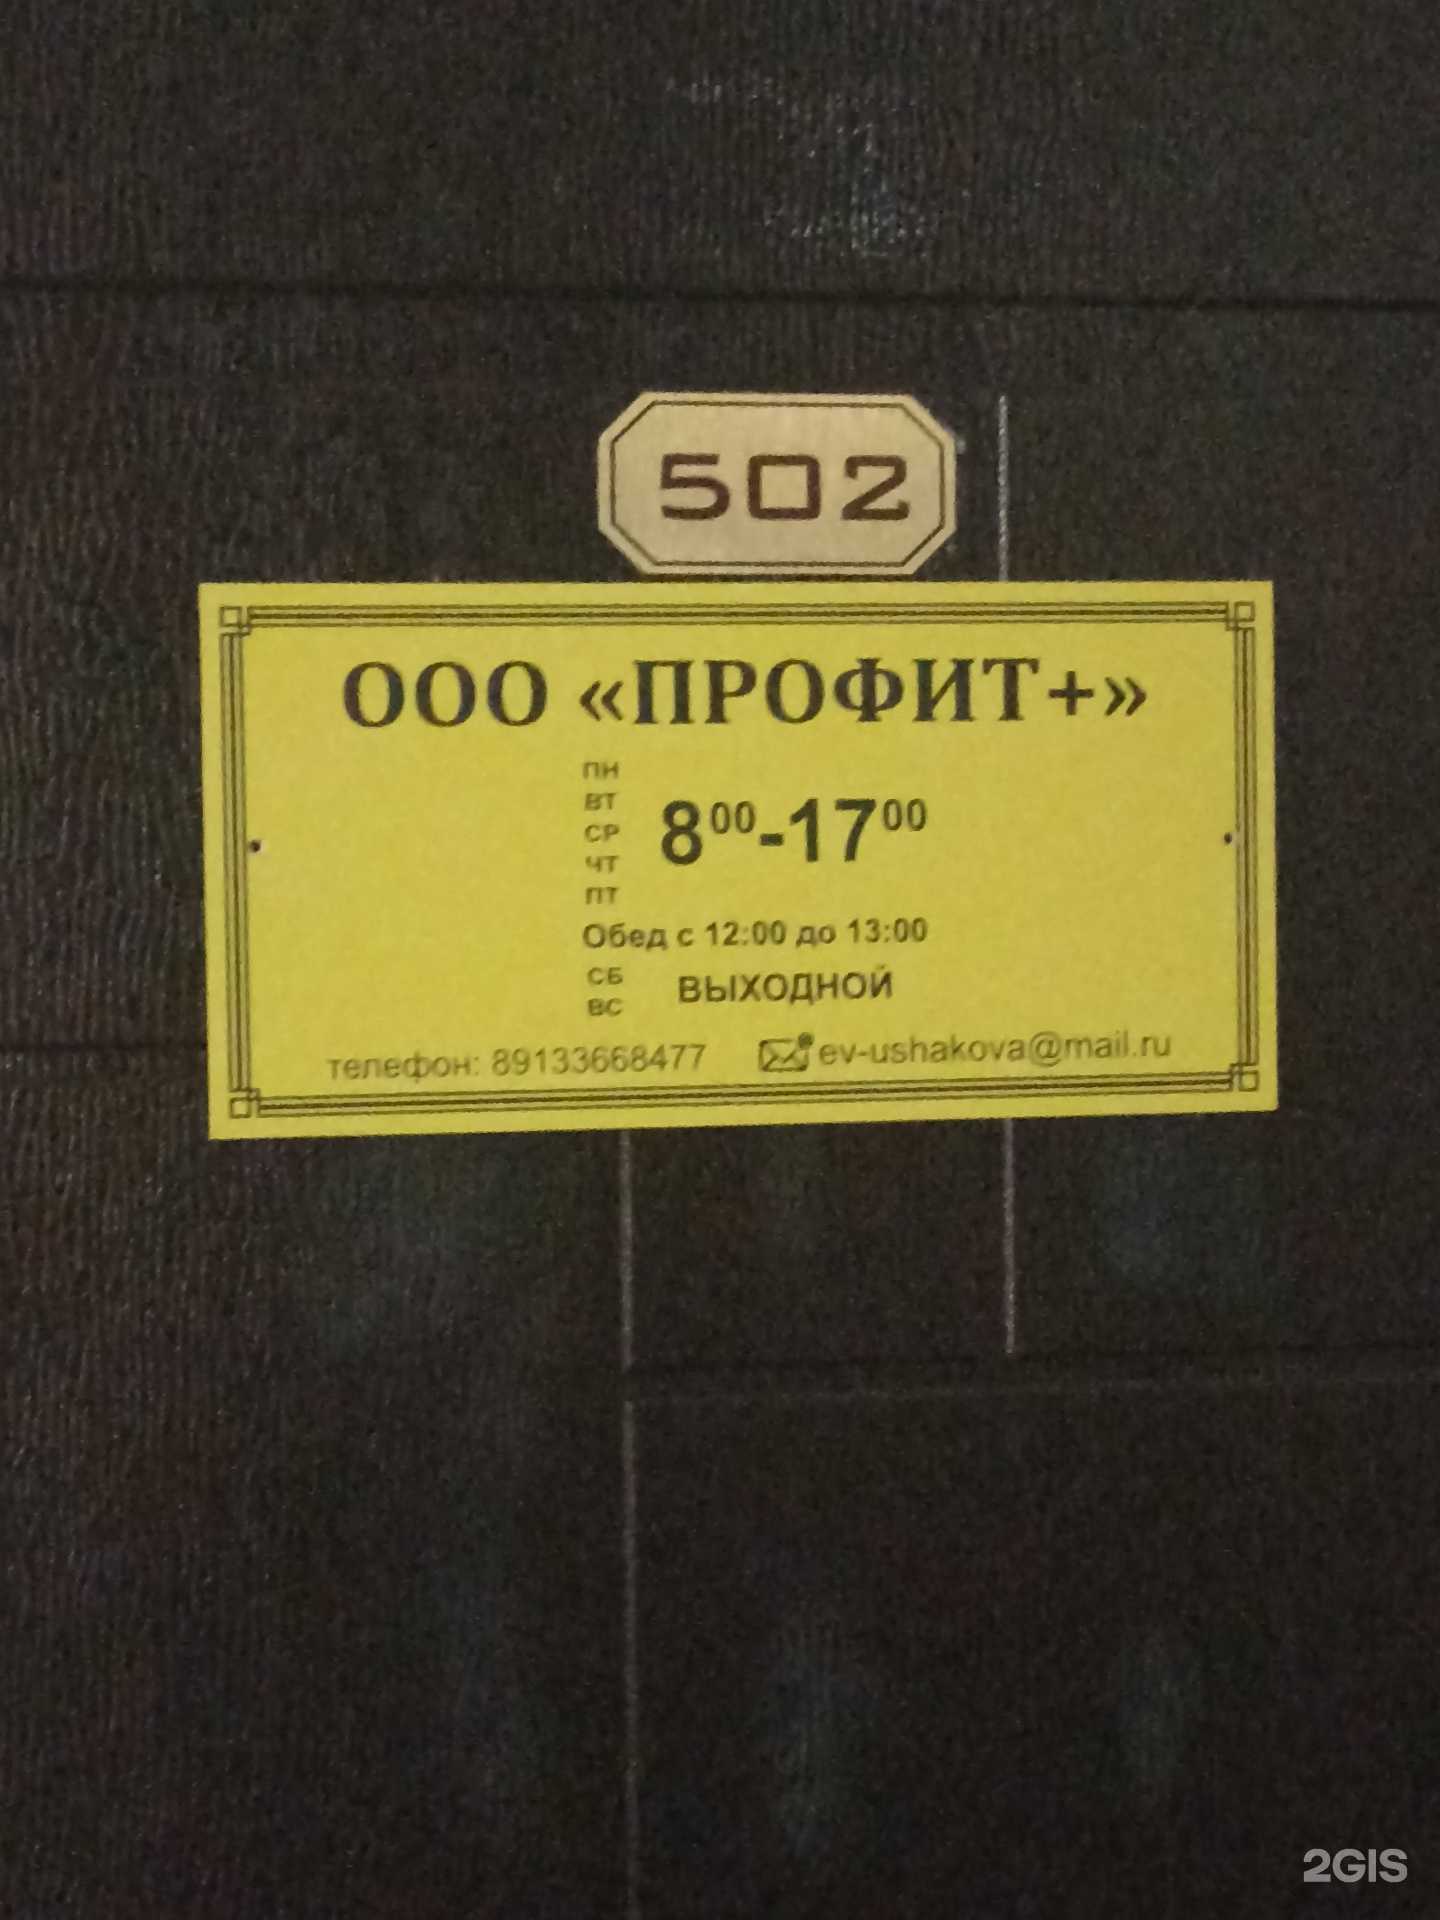 502
ООО «ПРОФИТ+»
ПН
ВТ
СР
ЧТ
ПТ
8⁰⁰-17⁰⁰
Обед с 12:00 до 13:00
СБ
ВС
ВЫХОДНОЙ
телефон: 89133668477
ev-ushakova@mail.ru
2GIS